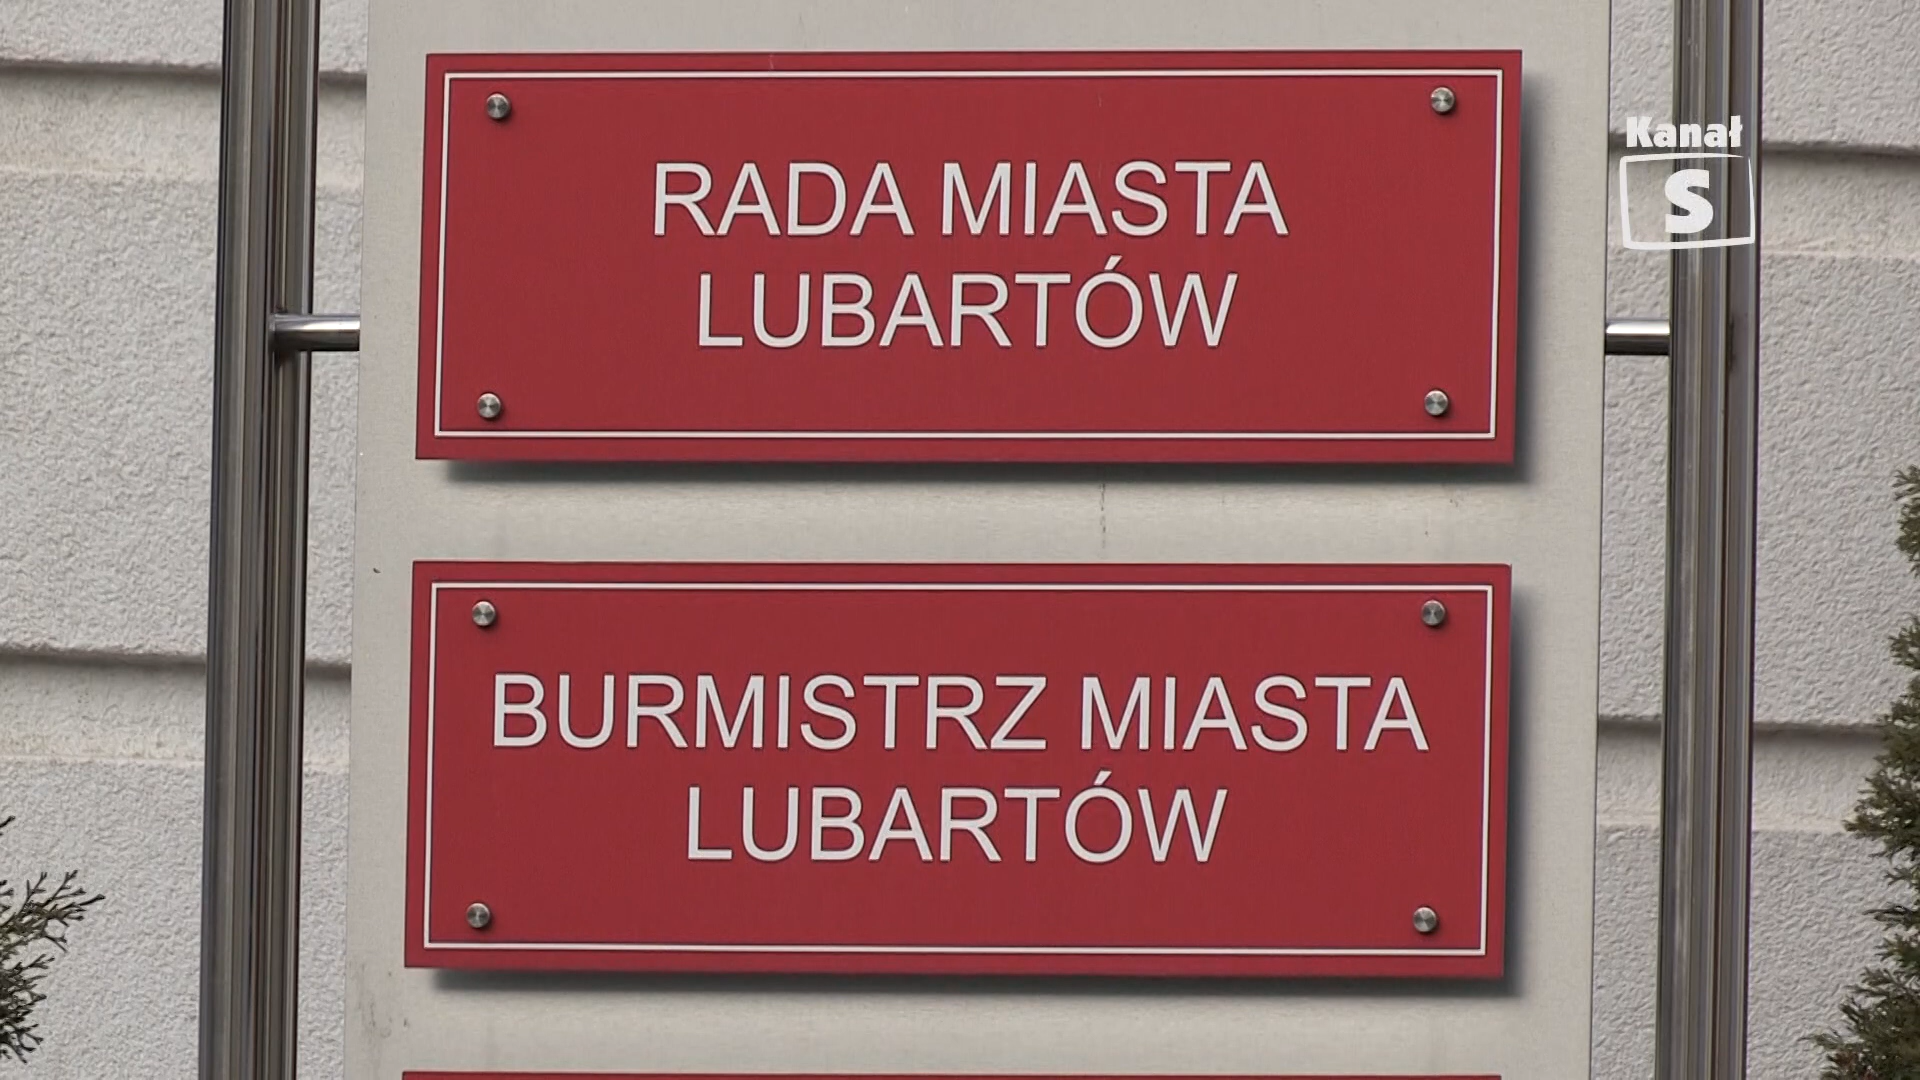 RADA MIASTA
LUBARTÓW
Kanał
S
BURMISTRZ MIASTA
LUBARTÓW